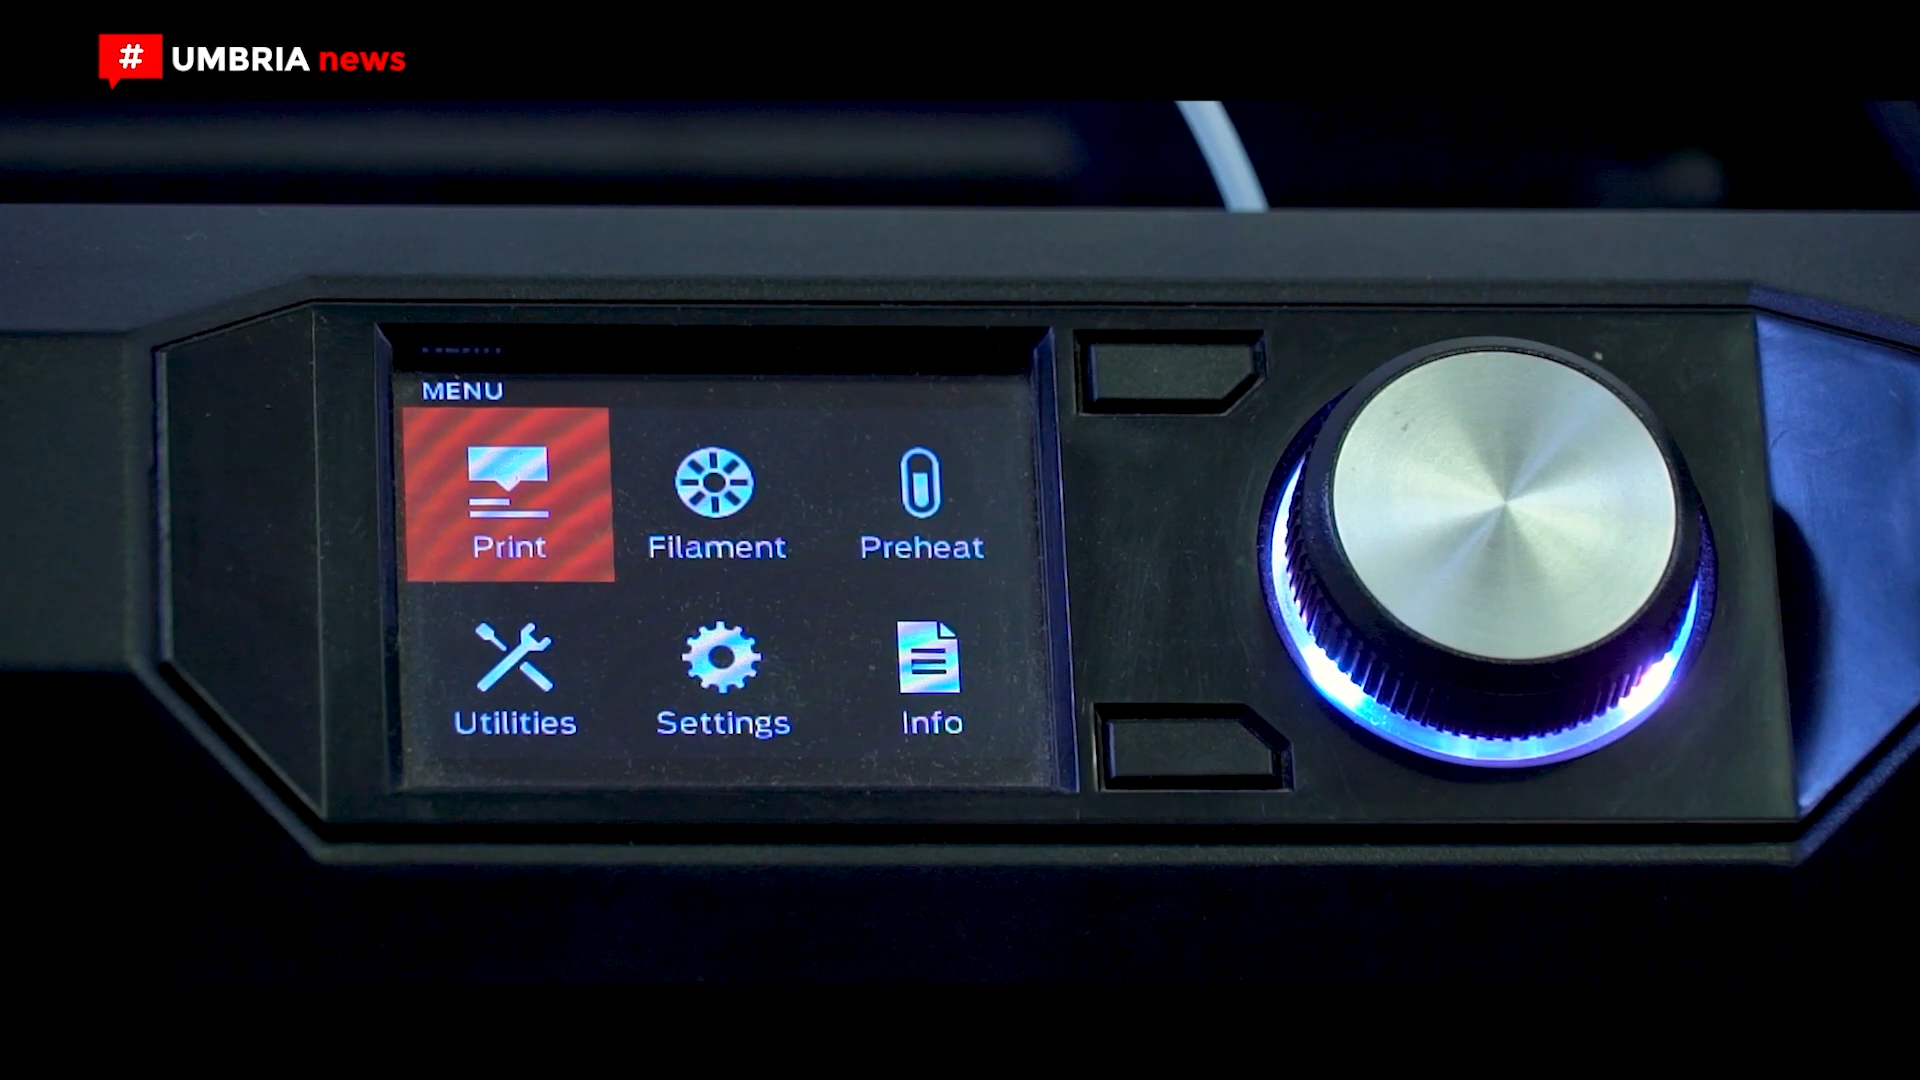 # UMBRIA news
MENU
Print Filament Preheat
Utilities Settings Info